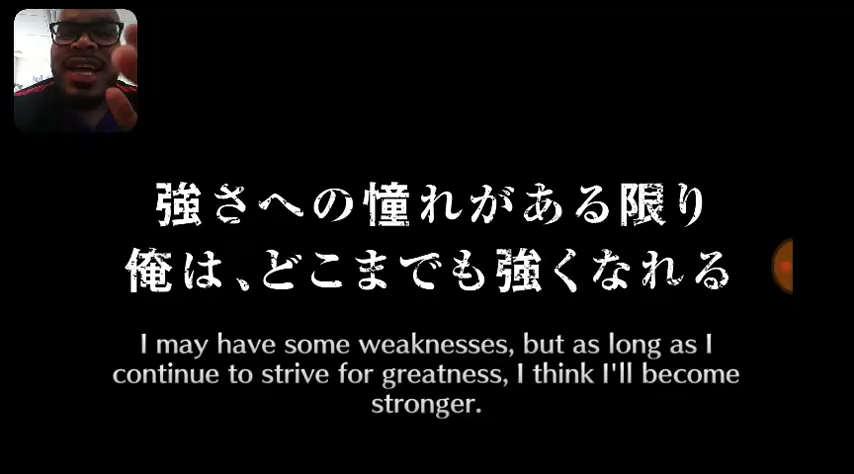 強さへの憧れがある限り
俺は、どこまでも強くなれる
I may have some weaknesses, but as long as I
continue to strive for greatness, I think I'll become
stronger.